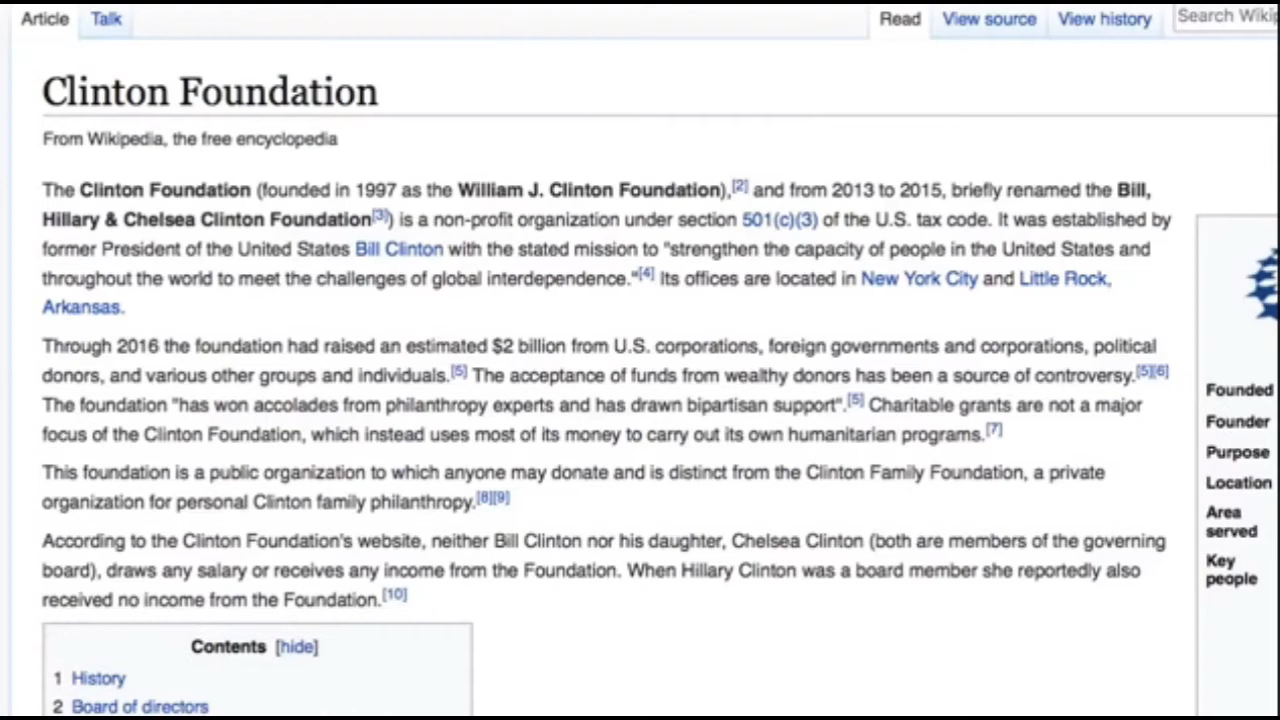 Article Talk Read View source View history Search Wiki
Clinton Foundation
From Wikipedia, the free encyclopedia
The Clinton Foundation (founded in 1997 as the William J. Clinton Foundation),[2] and from 2013 to 2015, briefly renamed the Bill,
Hillary & Chelsea Clinton Foundation[3]) is a non-profit organization under section 501(c)(3) of the U.S. tax code. It was established by
former President of the United States Bill Clinton with the stated mission to "strengthen the capacity of people in the United States and
throughout the world to meet the challenges of global interdependence."[4] Its offices are located in New York City and Little Rock,
Arkansas.
Through 2016 the foundation had raised an estimated $2 billion from U.S. corporations, foreign governments and corporations, political
donors, and various other groups and individuals.[5] The acceptance of funds from wealthy donors has been a source of controversy.[5][6]
The foundation "has won accolades from philanthropy experts and has drawn bipartisan support".[5] Charitable grants are not a major
focus of the Clinton Foundation, which instead uses most of its money to carry out its own humanitarian programs.[7]
This foundation is a public organization to which anyone may donate and is distinct from the Clinton Family Foundation, a private
organization for personal Clinton family philanthropy.[8][9]
According to the Clinton Foundation's website, neither Bill Clinton nor his daughter, Chelsea Clinton (both are members of the governing
board), draws any salary or receives any income from the Foundation. When Hillary Clinton was a board member she reportedly also
received no income from the Foundation.[10]
Contents [hide]
1 History
2 Board of directors
Founded
Founder
Purpose
Location
Area
served
Key
people